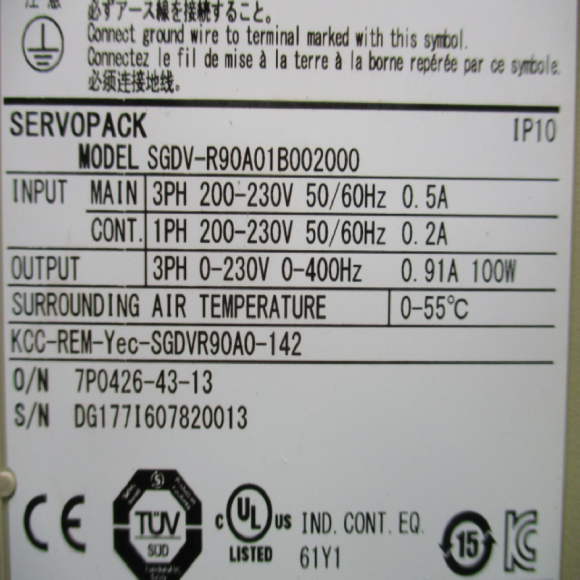 注意
必ずアース線を接続すること。
Connect ground wire to terminal marked with this symbol.
Connectez le fil de mise à la terre à la borne repérée par ce symbole.
必须连接地线。
SERVOPACK IP10
MODEL SGDV-R90A01B002000
INPUT MAIN 3PH 200-230V 50/60Hz 0.5A
CONT. 1PH 200-230V 50/60Hz 0.2A
OUTPUT 3PH 0-230V 0-400Hz 0.91A 100W
SURROUNDING AIR TEMPERATURE 0-55℃
KCC-REM-Yec-SGDVR90A0-142
O/N 7P0426-43-13
S/N DG177I607820013
CE TÜV SÜD c UL US LISTED IND. CONT. EQ. 61Y1 15